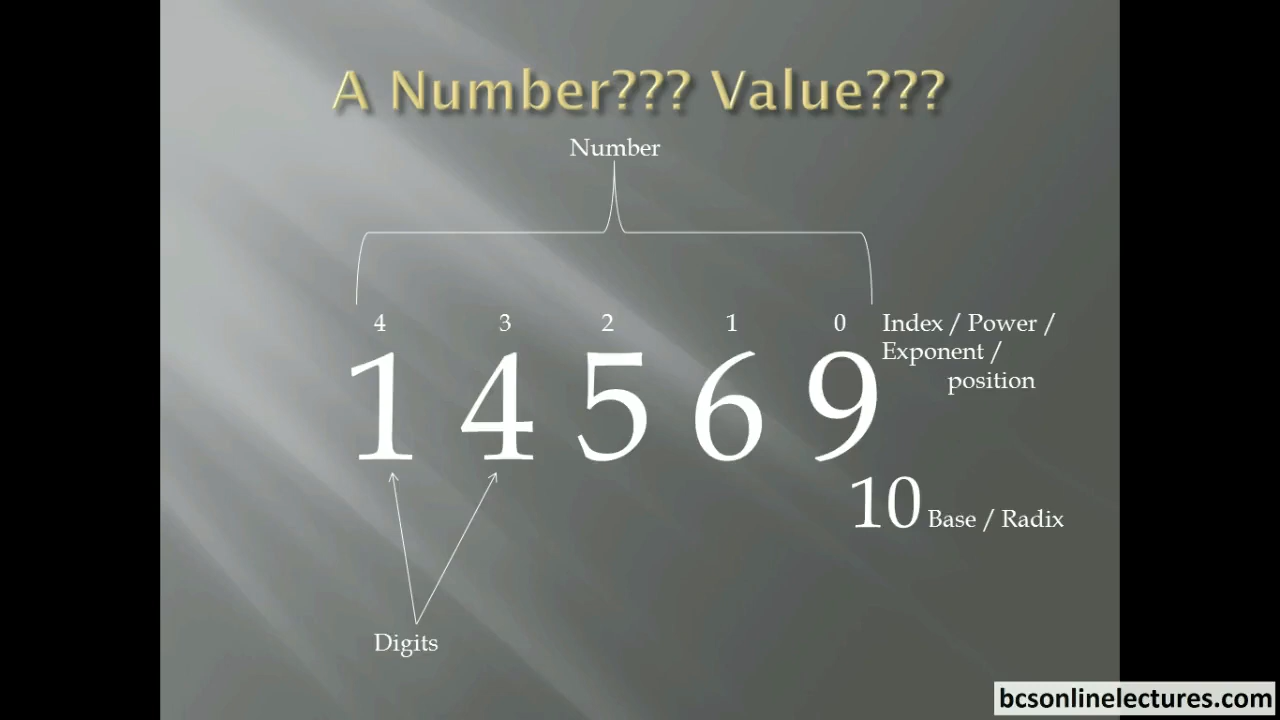 A Number??? Value???
Number
4 3 2 1 0 Index / Power /
Exponent /
position
1 4 5 6 9
10 Base / Radix
Digits
bcsonlinelectures.com